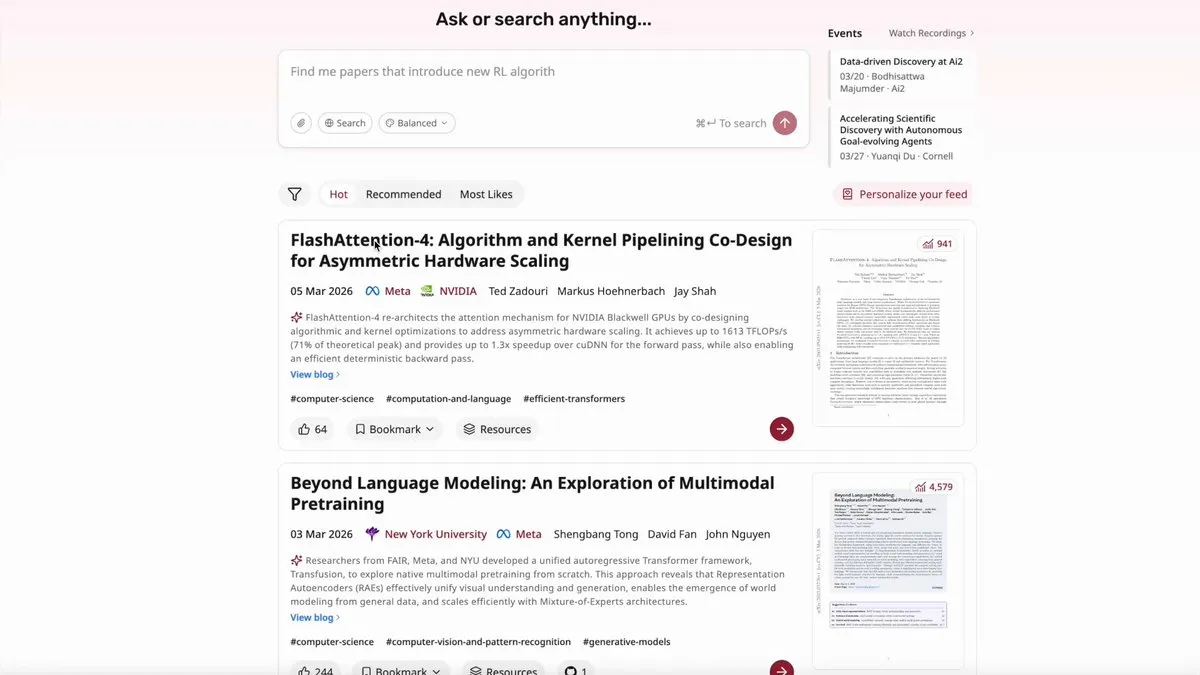 Ask or search anything...
Find me papers that introduce new RL algorith
Search
Balanced
⌘↵ To search
Events
Watch Recordings >
Data-driven Discovery at Ai2
03/20 · Bodhisattwa
Majumder · Ai2
Accelerating Scientific
Discovery with Autonomous
Goal-evolving Agents
03/27 · Yuanqi Du · Cornell
Hot
Recommended
Most Likes
Personalize your feed
FlashAttention-4: Algorithm and Kernel Pipelining Co-Design
for Asymmetric Hardware Scaling
05 Mar 2026 Meta NVIDIA Ted Zadouri Markus Hoehnerbach Jay Shah
FlashAttention-4 re-architects the attention mechanism for NVIDIA Blackwell GPUs by co-designing
algorithmic and kernel optimizations to address asymmetric hardware scaling. It achieves up to 1613 TFLOPs/s
(71% of theoretical peak) and provides up to 1.3x speedup over cuDNN for the forward pass, while also enabling
an efficient deterministic backward pass.
View blog >
#computer-science #computation-and-language #efficient-transformers
64 Bookmark Resources
941
Beyond Language Modeling: An Exploration of Multimodal
Pretraining
03 Mar 2026 New York University Meta Shengbang Tong David Fan John Nguyen
Researchers from FAIR, Meta, and NYU developed a unified autoregressive Transformer framework,
Transfusion, to explore native multimodal pretraining from scratch. This approach reveals that Representation
Autoencoders (RAEs) effectively unify visual understanding and generation, enables the emergence of world
modeling from general data, and scales efficiently with Mixture-of-Experts architectures.
View blog >
#computer-science #computer-vision-and-pattern-recognition #generative-models
244 Bookmark Resources 1
4,579
Beyond Language Modeling:
An Exploration of Multimodal Pretraining